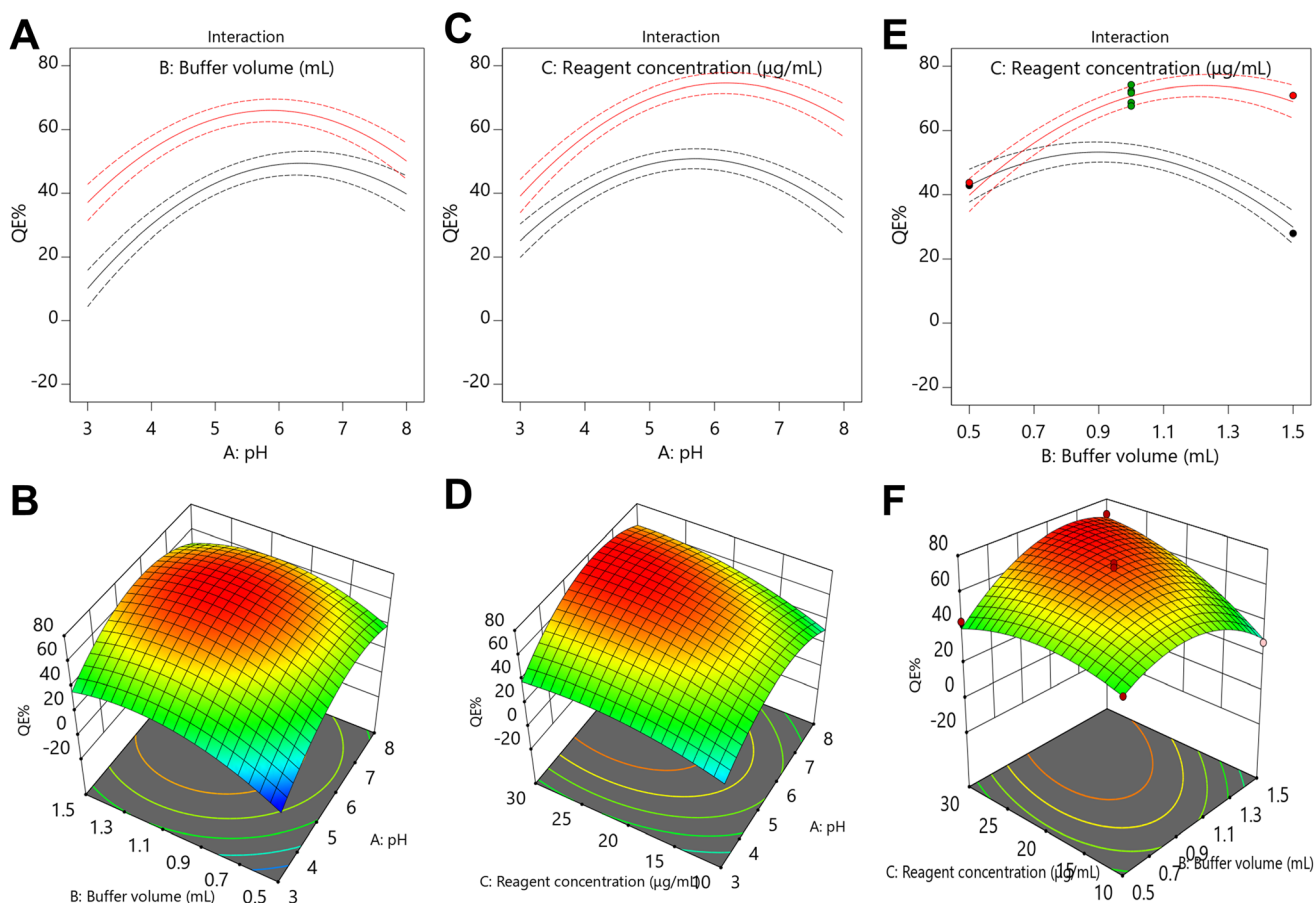 A
Interaction
B: Buffer volume (mL)
80
60
40
20
0
-20
QE%
3 4 5 6 7 8
A: pH
C
Interaction
C: Reagent concentration (µg/mL)
80
60
40
20
0
-20
QE%
3 4 5 6 7 8
A: pH
E
Interaction
C: Reagent concentration (µg/mL)
80
60
40
20
0
-20
QE%
0.5 0.7 0.9 1.1 1.3 1.5
B: Buffer volume (mL)
B
80
60
40
20
0
-20
QE%
1.5 1.3 1.1 0.9 0.7 0.5
B: Buffer volume (mL)
3 4 5 6 7 8
A: pH
D
80
60
40
20
0
-20
QE%
30 25 20 15 10
C: Reagent concentration (µg/mL)
3 4 5 6 7 8
A: pH
F
80
60
40
20
0
-20
QE%
30 25 20 15 10
C: Reagent concentration (µg/mL)
0.5 0.7 0.9 1.1 1.3 1.5
B: Buffer volume (mL)